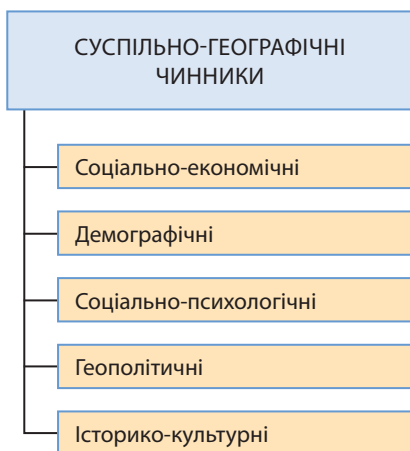 СУСПІЛЬНО-ГЕОГРАФІЧНІ
ЧИННИКИ
Соціально-економічні
Демографічні
Соціально-психологічні
Геополітичні
Історико-культурні